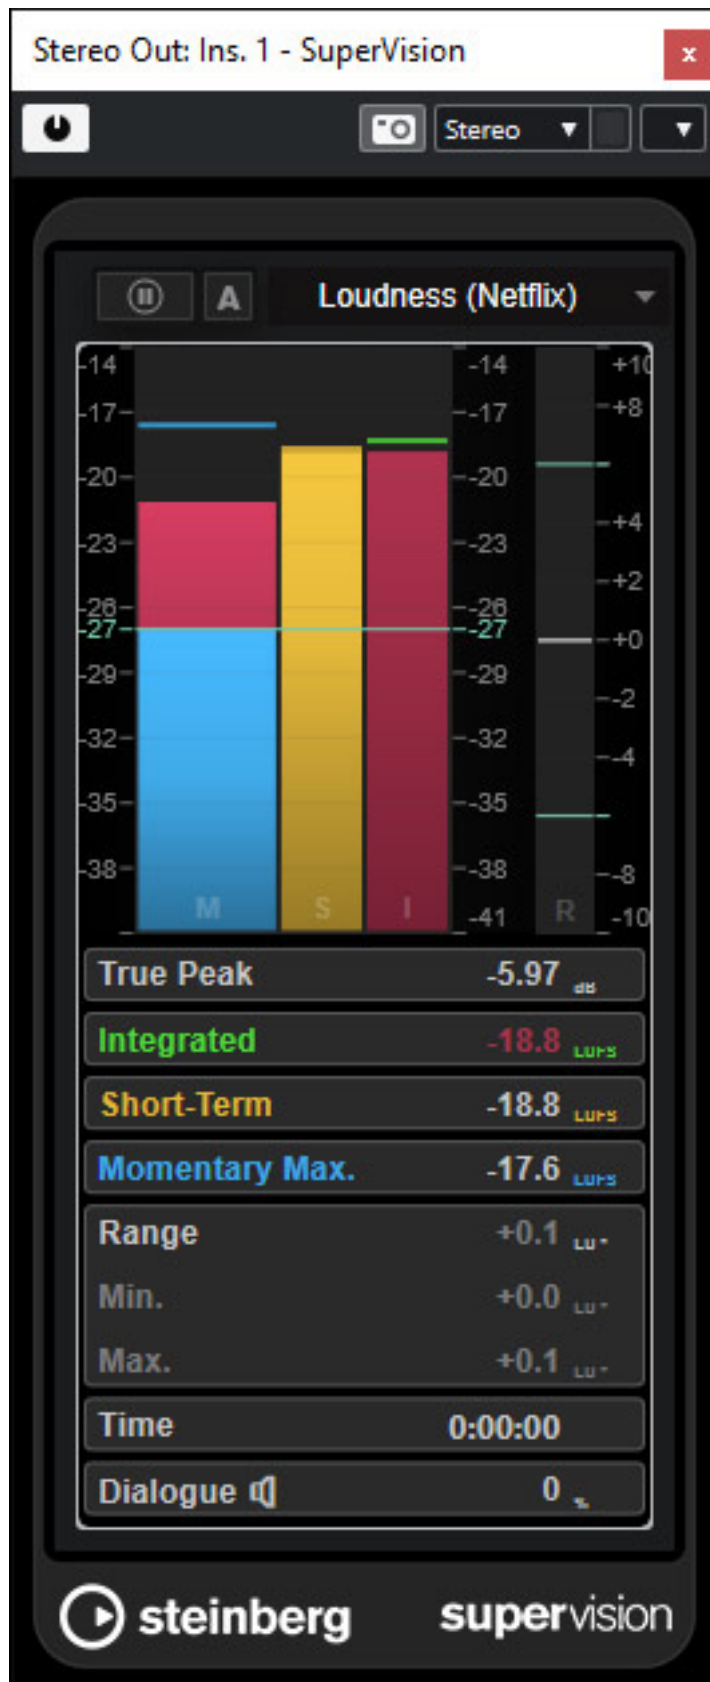 Stereo Out: Ins. 1 - SuperVision x
Stereo
A Loudness (Netflix)
-14 -14 +10
-17 -17 +8
-20 -20
-23 -23 +4
-26 -26 +2
-27 -27 +0
-29 -29 -2
-32 -32 -4
-35 -35
-38 -38 -8
M S I -41 R -10
True Peak -5.97 dB
Integrated -18.8 LUFS
Short-Term -18.8 LUFS
Momentary Max. -17.6 LUFS
Range +0.1 LU
Min. +0.0 LU
Max. +0.1 LU
Time 0:00:00
Dialogue 0 %
steinberg supervision